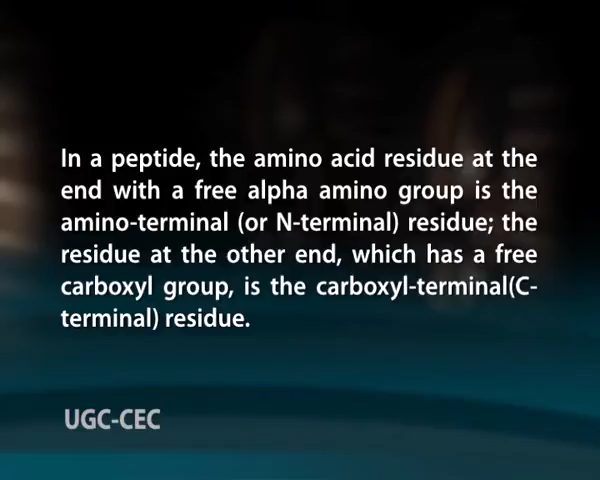 In a peptide, the amino acid residue at the
end with a free alpha amino group is the
amino-terminal (or N-terminal) residue; the
residue at the other end, which has a free
carboxyl group, is the carboxyl-terminal(C-
terminal) residue.
UGC-CEC